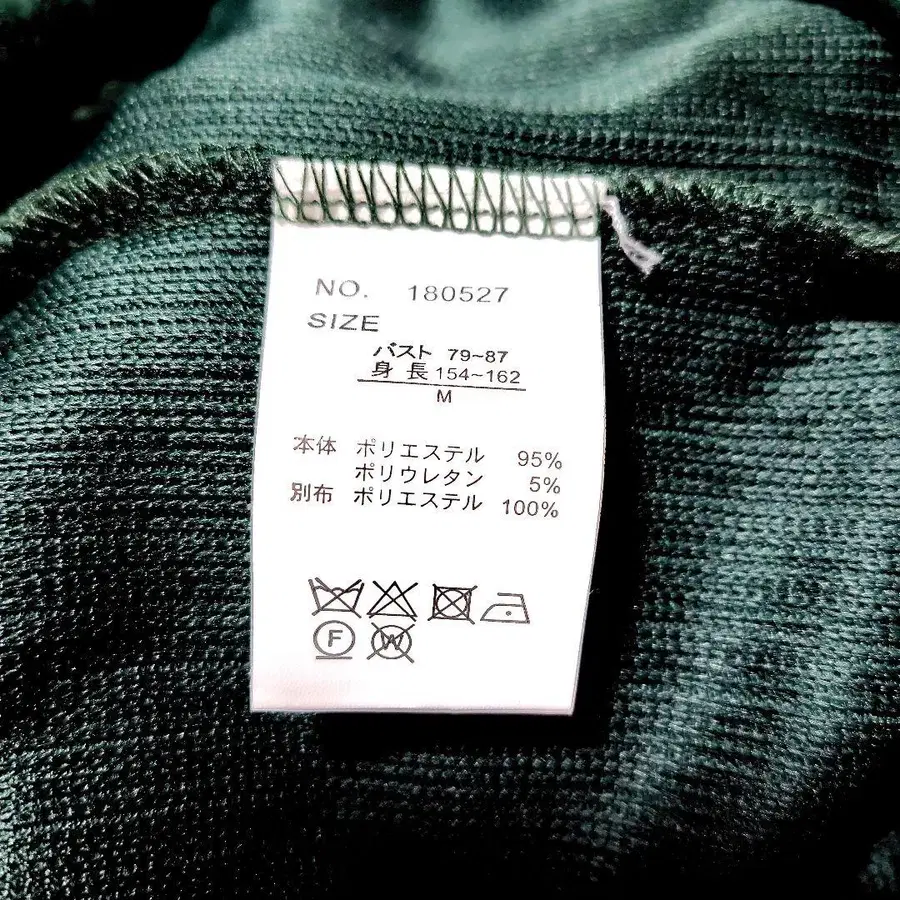 NO. 180527
SIZE
バスト 79~87
身長 154~162
M
本体 ポリエステル 95%
ポリウレタン 5%
別布 ポリエステル 100%
F W